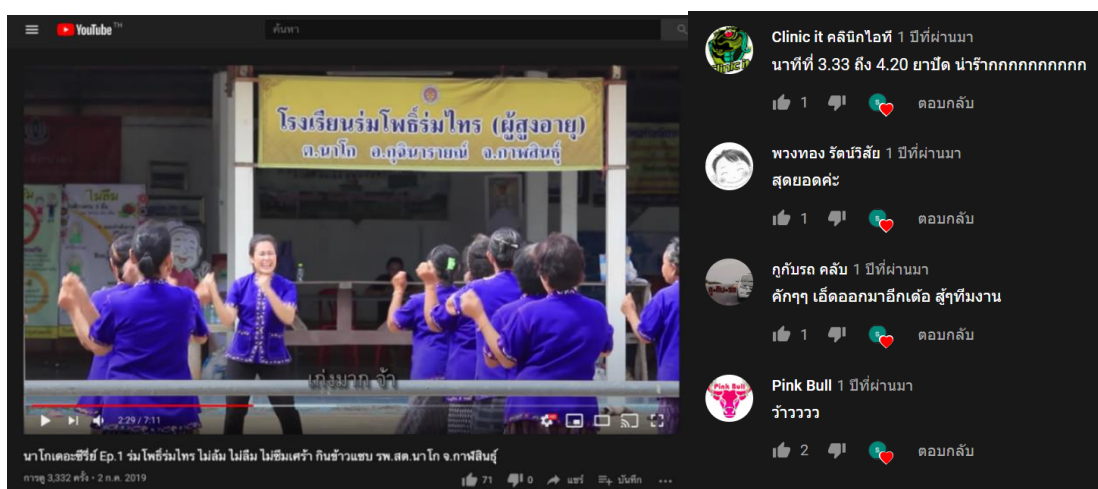 YouTube TH
ค้นหา
โรงเรียนร่มโพธิ์ร่มไทร (ผู้สูงอายุ)
ต.นาโก อ.กุฉินารายณ์ จ.กาฬสินธุ์
ไม่ลืม
เก่งมาก จ้า
2:29 / 7:11
นาโกเดอะซีรี่ย์ Ep.1 ร่มโพธิ์ร่มไทร ไม่ล้ม ไม่ลืม ไม่ซึมเศร้า กินข้าวแซบ รพ.สต.นาโก จ.กาฬสินธุ์
การดู 3,332 ครั้ง • 2 ก.ค. 2019
71
0
แชร์
บันทึก
Clinic it คลินิกไอที 1 ปีที่ผ่านมา
นาทีที่ 3.33 ถึง 4.20 ยาปัด น่าร๊ากกกกกกกกกก
1 ตอบกลับ
พวงทอง รัตน์วิสัย 1 ปีที่ผ่านมา
สุดยอดค่ะ
1 ตอบกลับ
กูกับรถ คลับ 1 ปีที่ผ่านมา
คักๆๆ เอ็ดออกมาอีกเด้อ สู้ๆทีมงาน
1 ตอบกลับ
Pink Bull
Pink Bull 1 ปีที่ผ่านมา
ว้าวววว
2 ตอบกลับ